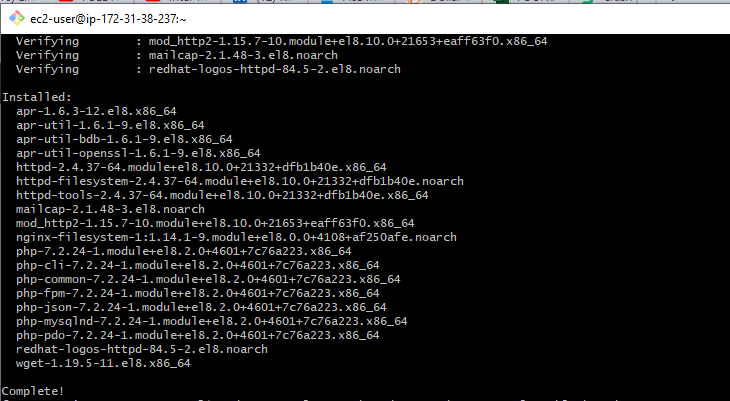 ec2-user@ip-172-31-38-237:~
Verifying : mod_http2-1.15.7-10.module+el8.10.0+21653+eaff63f0.x86_64
Verifying : mailcap-2.1.48-3.el8.noarch
Verifying : redhat-logos-httpd-84.5-2.el8.noarch
Installed:
apr-1.6.3-12.el8.x86_64
apr-util-1.6.1-9.el8.x86_64
apr-util-bdb-1.6.1-9.el8.x86_64
apr-util-openssl-1.6.1-9.el8.x86_64
httpd-2.4.37-64.module+el8.10.0+21332+dfb1b40e.x86_64
httpd-filesystem-2.4.37-64.module+el8.10.0+21332+dfb1b40e.noarch
httpd-tools-2.4.37-64.module+el8.10.0+21332+dfb1b40e.x86_64
mailcap-2.1.48-3.el8.noarch
mod_http2-1.15.7-10.module+el8.10.0+21653+eaff63f0.x86_64
nginx-filesystem-1:1.14.1-9.module+el8.0.0+4108+af250afe.noarch
php-7.2.24-1.module+el8.2.0+4601+7c76a223.x86_64
php-cli-7.2.24-1.module+el8.2.0+4601+7c76a223.x86_64
php-common-7.2.24-1.module+el8.2.0+4601+7c76a223.x86_64
php-fpm-7.2.24-1.module+el8.2.0+4601+7c76a223.x86_64
php-json-7.2.24-1.module+el8.2.0+4601+7c76a223.x86_64
php-mysqlnd-7.2.24-1.module+el8.2.0+4601+7c76a223.x86_64
php-pdo-7.2.24-1.module+el8.2.0+4601+7c76a223.x86_64
redhat-logos-httpd-84.5-2.el8.noarch
wget-1.19.5-11.el8.x86_64
Complete!